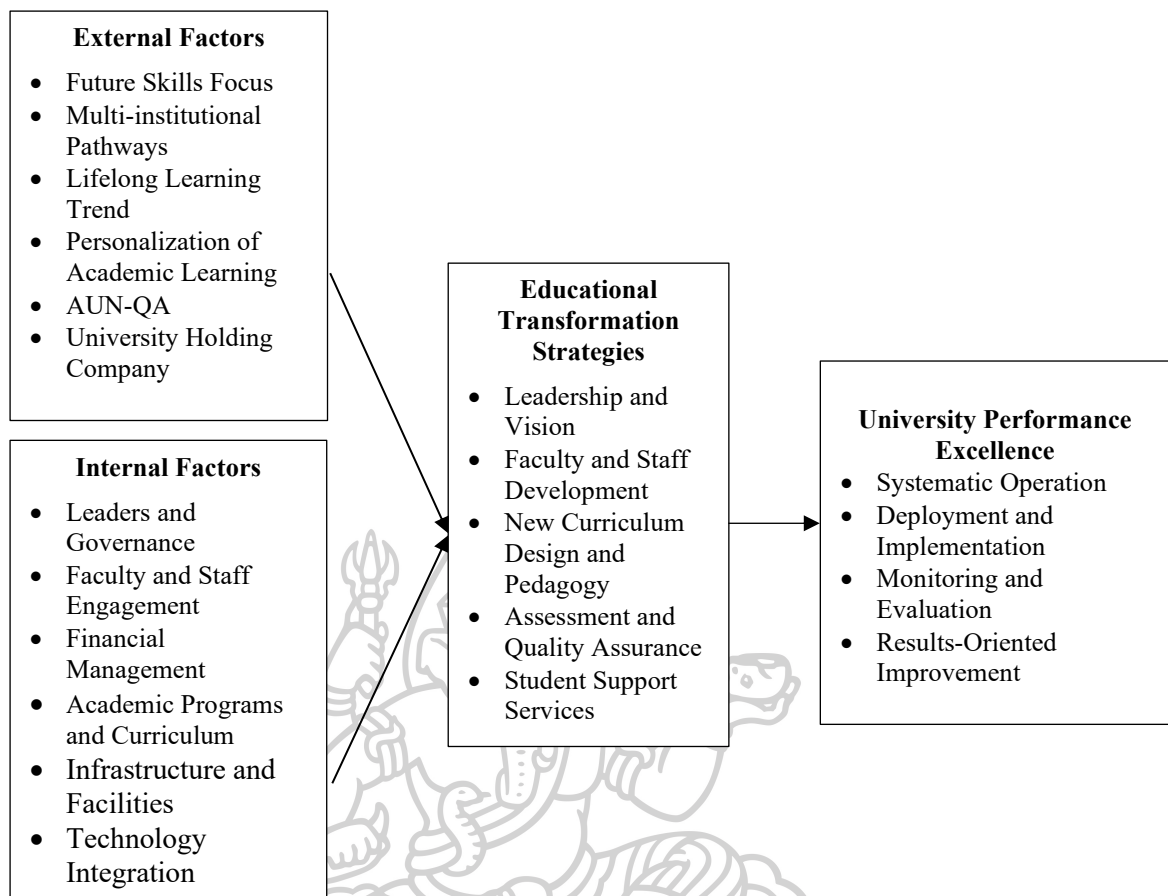 External Factors
• Future Skills Focus
• Multi-institutional
Pathways
• Lifelong Learning
Trend
• Personalization of
Academic Learning
• AUN-QA
• University Holding
Company
Internal Factors
• Leaders and
Governance
• Faculty and Staff
Engagement
• Financial
Management
• Academic Programs
and Curriculum
• Infrastructure and
Facilities
• Technology
Integration
Educational
Transformation
Strategies
• Leadership and
Vision
• Faculty and Staff
Development
• New Curriculum
Design and
Pedagogy
• Assessment and
Quality Assurance
• Student Support
Services
University Performance
Excellence
• Systematic Operation
• Deployment and
Implementation
• Monitoring and
Evaluation
• Results-Oriented
Improvement